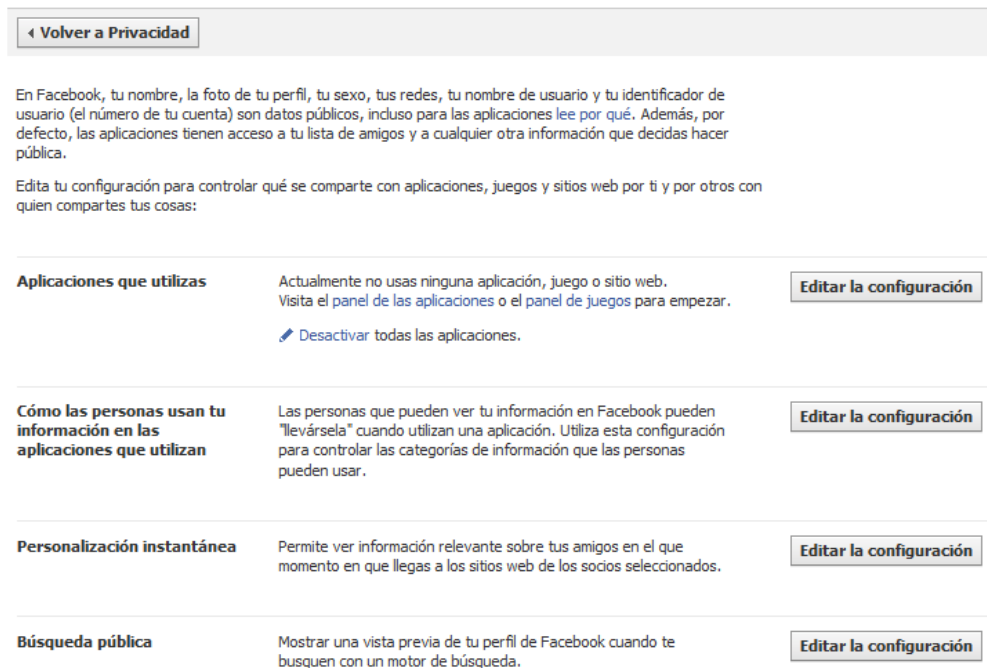 Volver a Privacidad
En Facebook, tu nombre, la foto de tu perfil, tu sexo, tus redes, tu nombre de usuario y tu identificador de
usuario (el número de tu cuenta) son datos públicos, incluso para las aplicaciones lee por qué. Además, por
defecto, las aplicaciones tienen acceso a tu lista de amigos y a cualquier otra información que decidas hacer
pública.
Edita tu configuración para controlar qué se comparte con aplicaciones, juegos y sitios web por ti y por otros con
quien compartes tus cosas:
Aplicaciones que utilizas
Actualmente no usas ninguna aplicación, juego o sitio web.
Visita el panel de las aplicaciones o el panel de juegos para empezar.
Desactivar todas las aplicaciones.
Editar la configuración
Cómo las personas usan tu
información en las
aplicaciones que utilizan
Las personas que pueden ver tu información en Facebook pueden
"llevársela" cuando utilizan una aplicación. Utiliza esta configuración
para controlar las categorías de información que las personas
pueden usar.
Editar la configuración
Personalización instantánea
Permite ver información relevante sobre tus amigos en el que
momento en que llegas a los sitios web de los socios seleccionados.
Editar la configuración
Búsqueda pública
Mostrar una vista previa de tu perfil de Facebook cuando te
busquen con un motor de búsqueda.
Editar la configuración